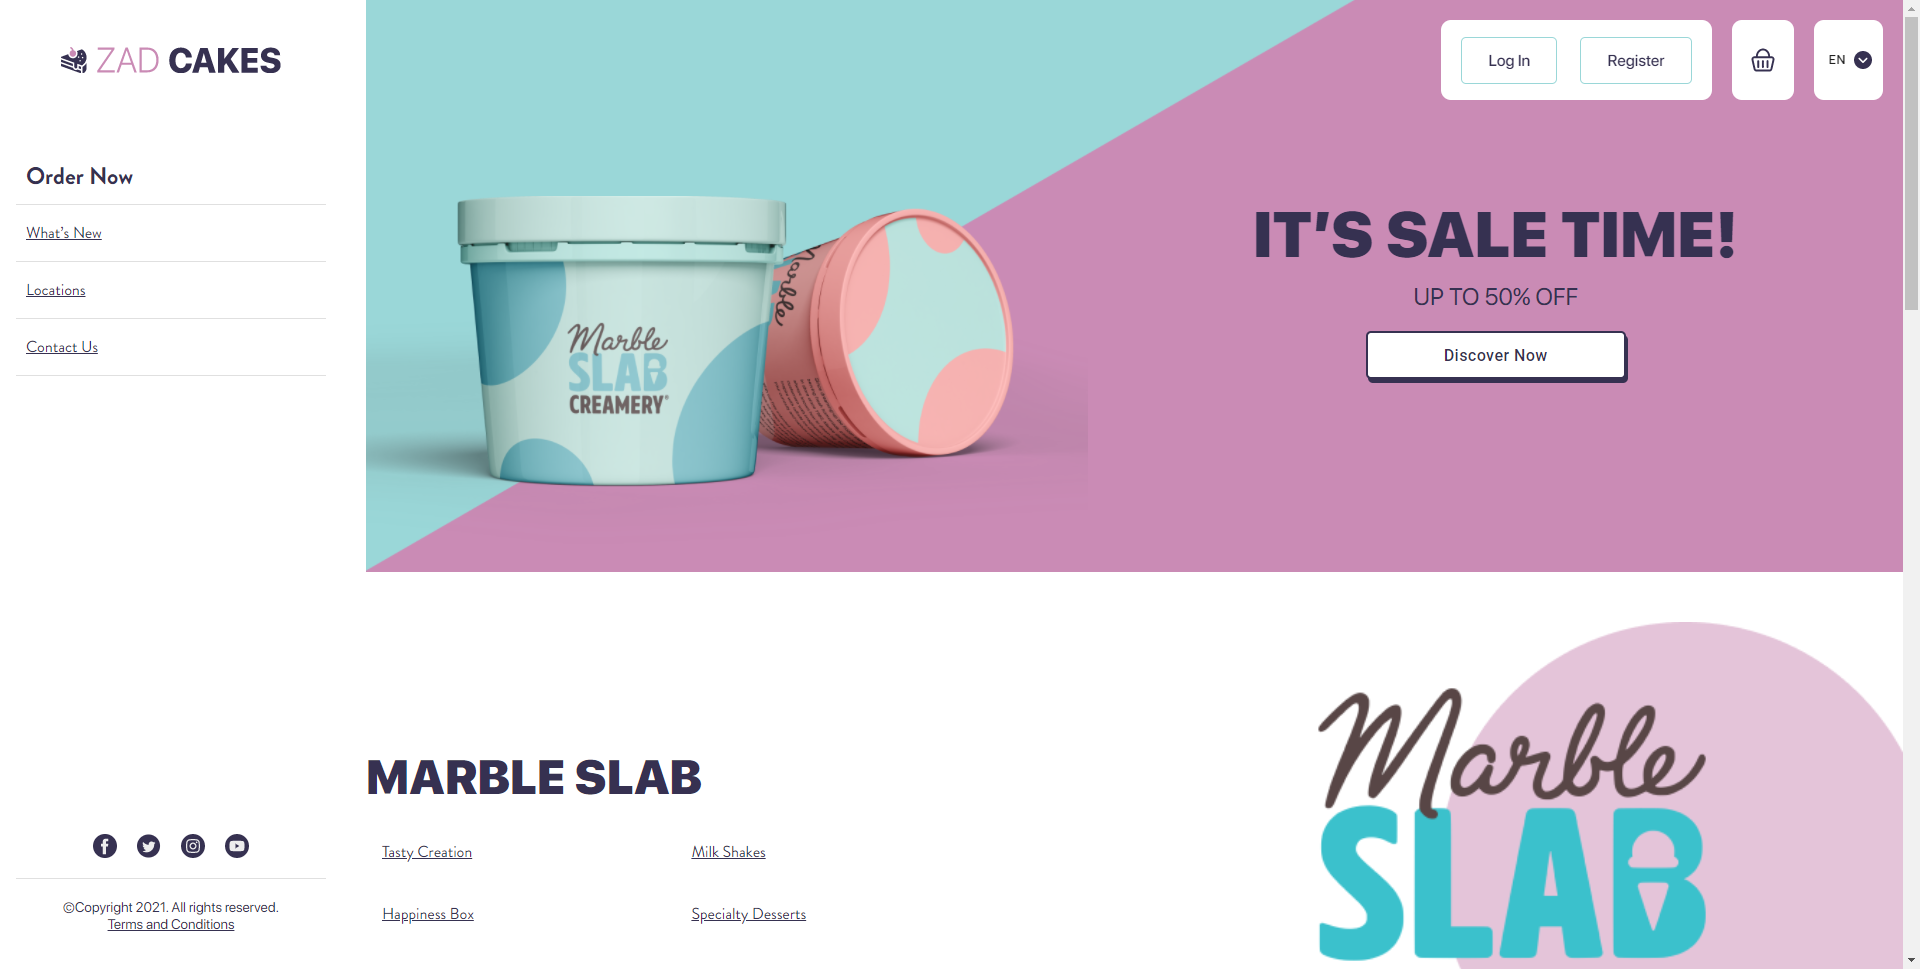 ZAD CAKES
Order Now
What's New
Locations
Contact Us
©Copyright 2021. All rights reserved.
Terms and Conditions
Log In
Register
EN
Marble
SLAB
CREAMERY®
Marble
IT'S SALE TIME!
UP TO 50% OFF
Discover Now
MARBLE SLAB
Tasty Creation
Milk Shakes
Happiness Box
Specialty Desserts
Marble
SLAB